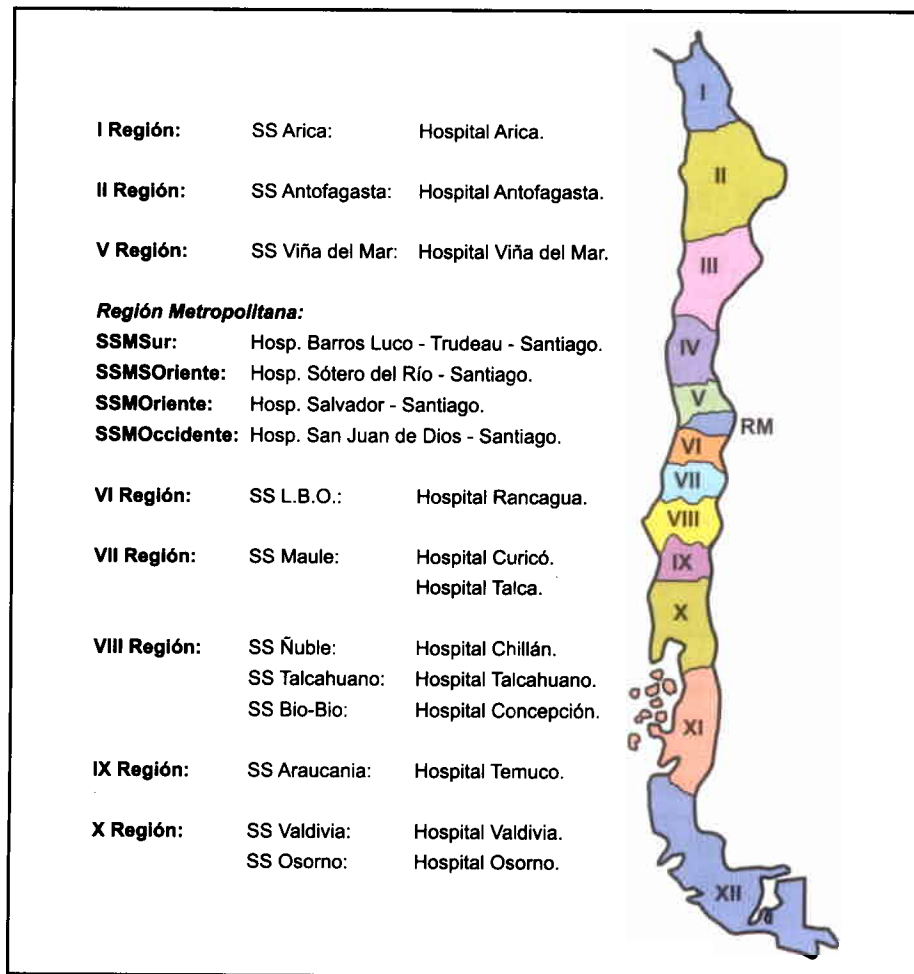 I Región: SS Arica: Hospital Arica.
II Región: SS Antofagasta: Hospital Antofagasta.
V Región: SS Viña del Mar: Hospital Viña del Mar.
Región Metropolitana:
SSMSur: Hosp. Barros Luco - Trudeau - Santiago.
SSMSOriente: Hosp. Sótero del Río - Santiago.
SSMOriente: Hosp. Salvador - Santiago.
SSMOccidente: Hosp. San Juan de Dios - Santiago.
VI Región: SS L.B.O.: Hospital Rancagua.
VII Región: SS Maule: Hospital Curicó.
Hospital Talca.
VIII Región: SS Ñuble: Hospital Chillán.
SS Talcahuano: Hospital Talcahuano.
SS Bio-Bio: Hospital Concepción.
IX Región: SS Araucania: Hospital Temuco.
X Región: SS Valdivia: Hospital Valdivia.
SS Osorno: Hospital Osorno.
I
II
III
IV
V
RM
VI
VII
VIII
IX
X
XI
XII